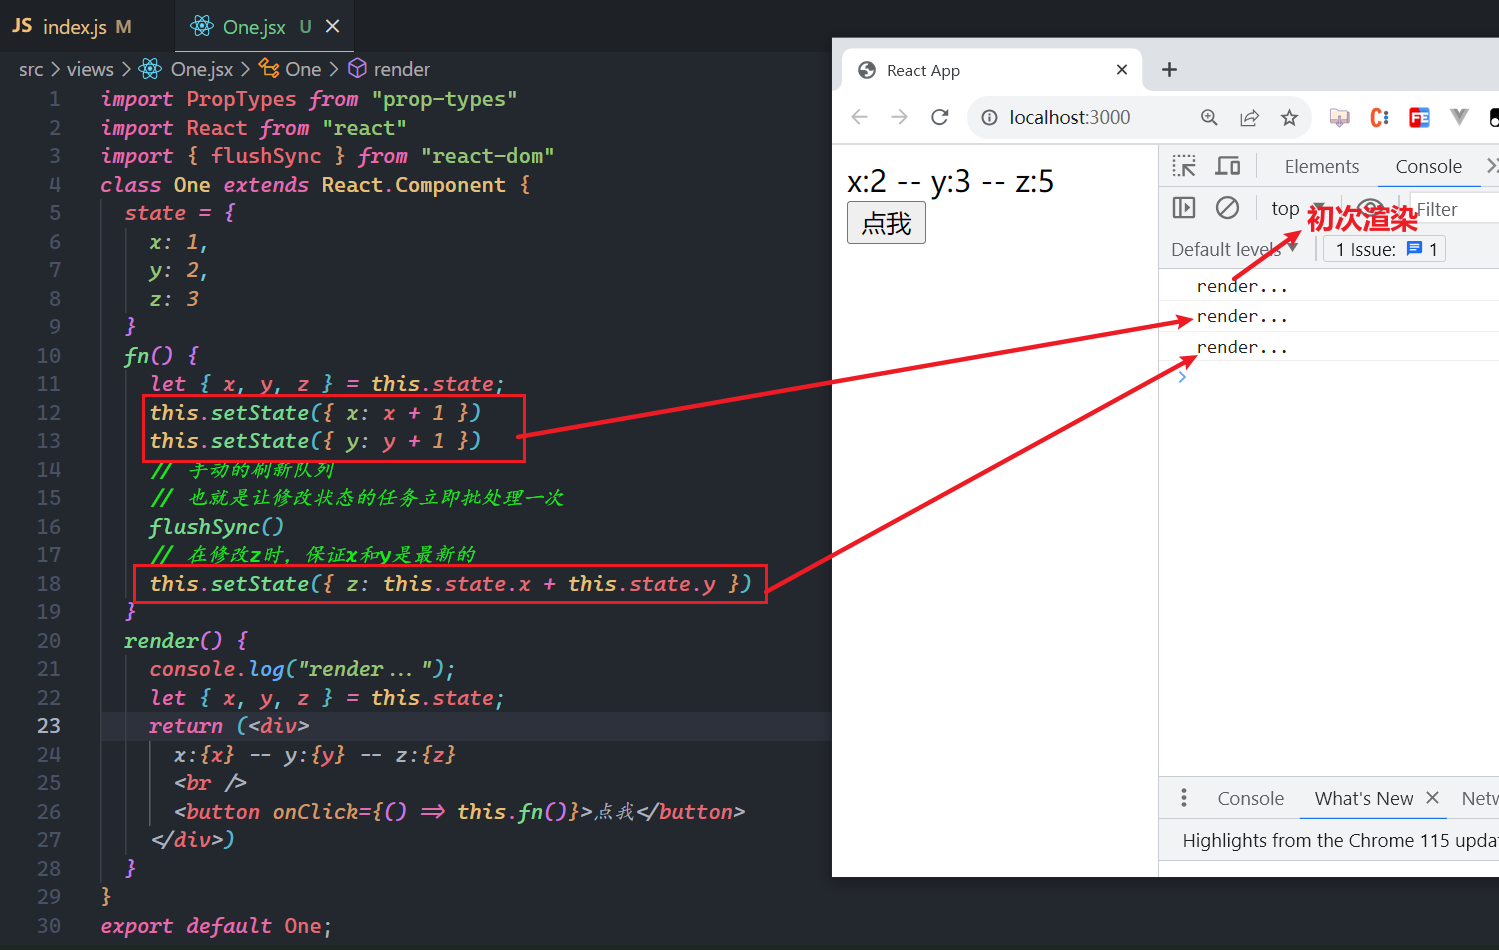 JS index.js M
One.jsx U ×
src > views > One.jsx > One > render
1 import PropTypes from "prop-types"
2 import React from "react"
3 import { flushSync } from "react-dom"
4 class One extends React.Component {
5 state = {
6 x: 1,
7 y: 2,
8 z: 3
9 }
10 fn() {
11 let { x, y, z } = this.state;
12 this.setState({ x: x + 1 })
13 this.setState({ y: y + 1 })
14 // 手动的刷新队列
15 // 也就是让修改状态的任务立即批处理一次
16 flushSync()
17 // 在修改z时，保证x和y是最新的
18 this.setState({ z: this.state.x + this.state.y })
19 }
20 render() {
21 console.log("render...");
22 let { x, y, z } = this.state;
23 return (<div>
24 x:{x} -- y:{y} -- z:{z}
25 <br />
26 <button onClick={() => this.fn()}>点我</button>
27 </div>)
28 }
29 }
30 export default One;
React App
localhost:3000
x:2 -- y:3 -- z:5
点我
Elements Console
top Filter
初次渲染
Default levels 1 Issue: 1
render...
render...
render...
Console What's New
Highlights from the Chrome 115